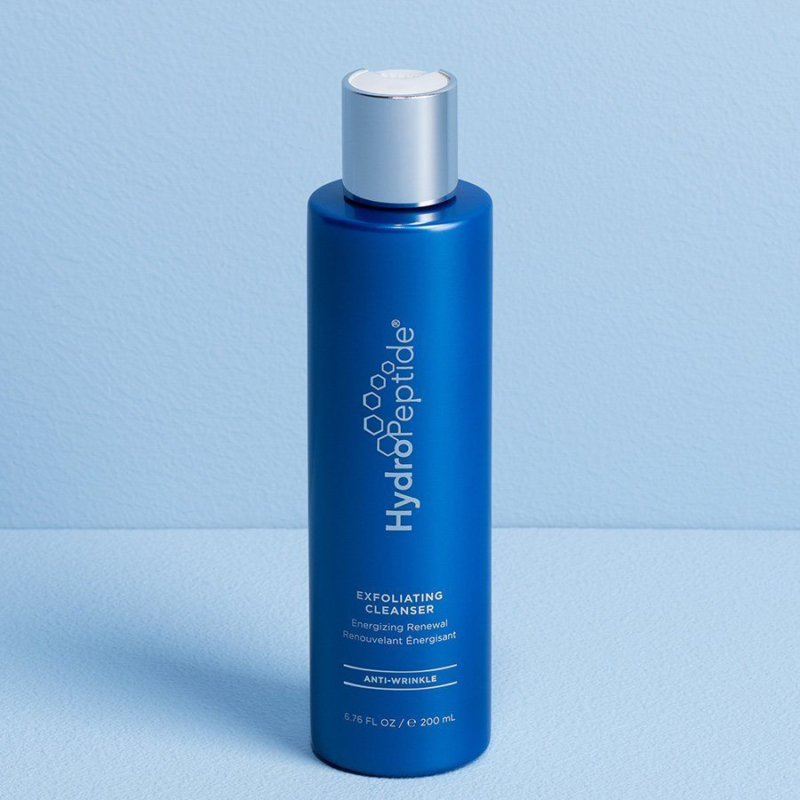 HydroPeptide®
EXFOLIATING
CLEANSER
Energizing Renewal
Renouvelant Énergisant
ANTI-WRINKLE
6.76 FL OZ / ℮ 200 mL